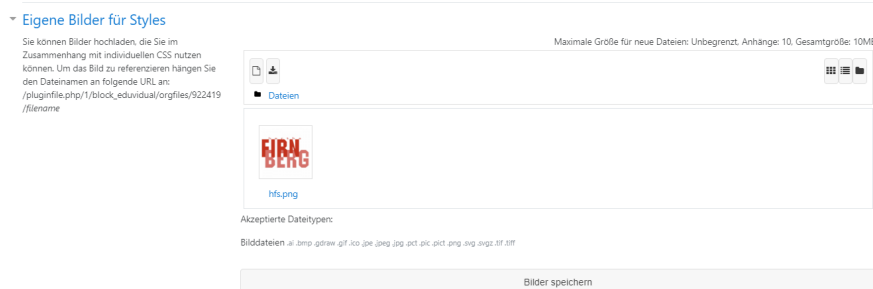 Eigene Bilder für Styles
Sie können Bilder hochladen, die Sie im
Zusammenhang mit individuellen CSS nutzen
können. Um das Bild zu referenzieren hängen Sie
den Dateinamen an folgende URL an:
/pluginfile.php/1/block_eduvidual/orgfiles/922419
/filename
Maximale Größe für neue Dateien: Unbegrenzt, Anhänge: 10, Gesamtgröße: 10MB
Dateien
FIRN
BERG
hfs.png
Akzeptierte Dateitypen:
Bilddateien .ai .bmp .gdraw .gif .ico .jpe .jpeg .jpg .pct .pic .pict .png .svg .svgz .tif .tiff
Bilder speichern